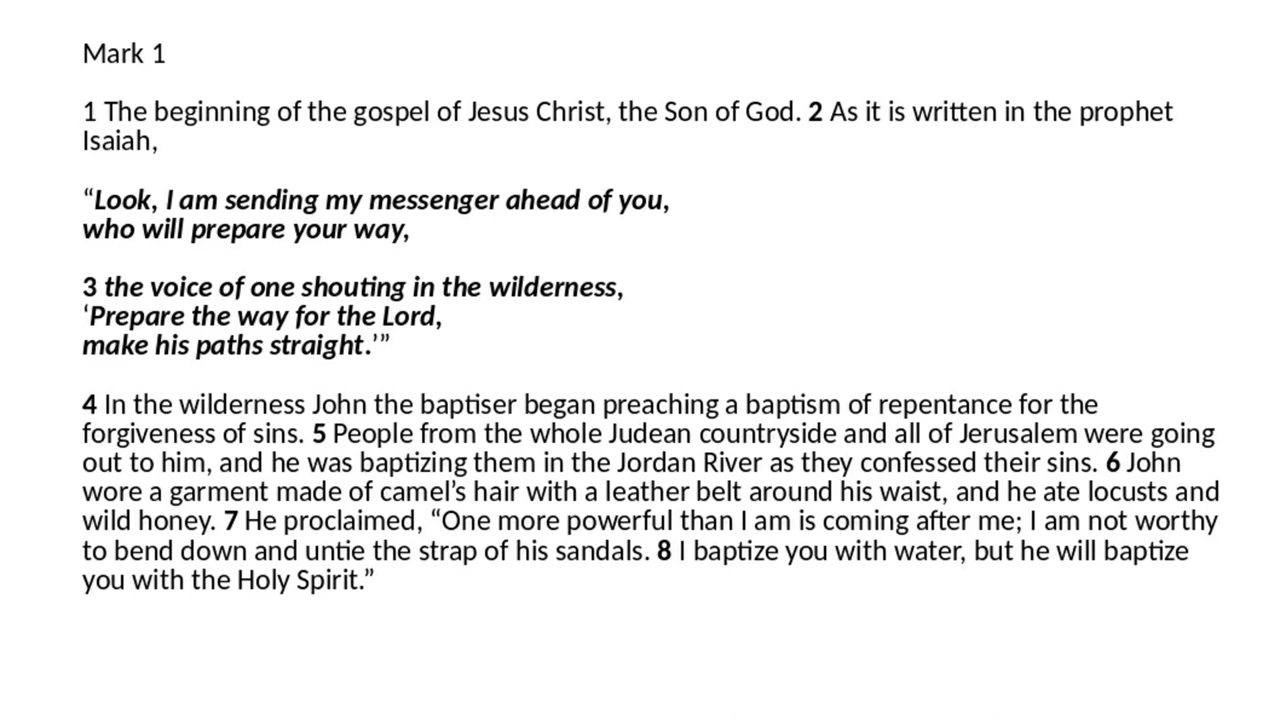 Mark 1
1 The beginning of the gospel of Jesus Christ, the Son of God. 2 As it is written in the prophet
Isaiah,
“Look, I am sending my messenger ahead of you,
who will prepare your way,
3 the voice of one shouting in the wilderness,
‘Prepare the way for the Lord,
make his paths straight.’”
4 In the wilderness John the baptiser began preaching a baptism of repentance for the
forgiveness of sins. 5 People from the whole Judean countryside and all of Jerusalem were going
out to him, and he was baptizing them in the Jordan River as they confessed their sins. 6 John
wore a garment made of camel’s hair with a leather belt around his waist, and he ate locusts and
wild honey. 7 He proclaimed, “One more powerful than I am is coming after me; I am not worthy
to bend down and untie the strap of his sandals. 8 I baptize you with water, but he will baptize
you with the Holy Spirit.”